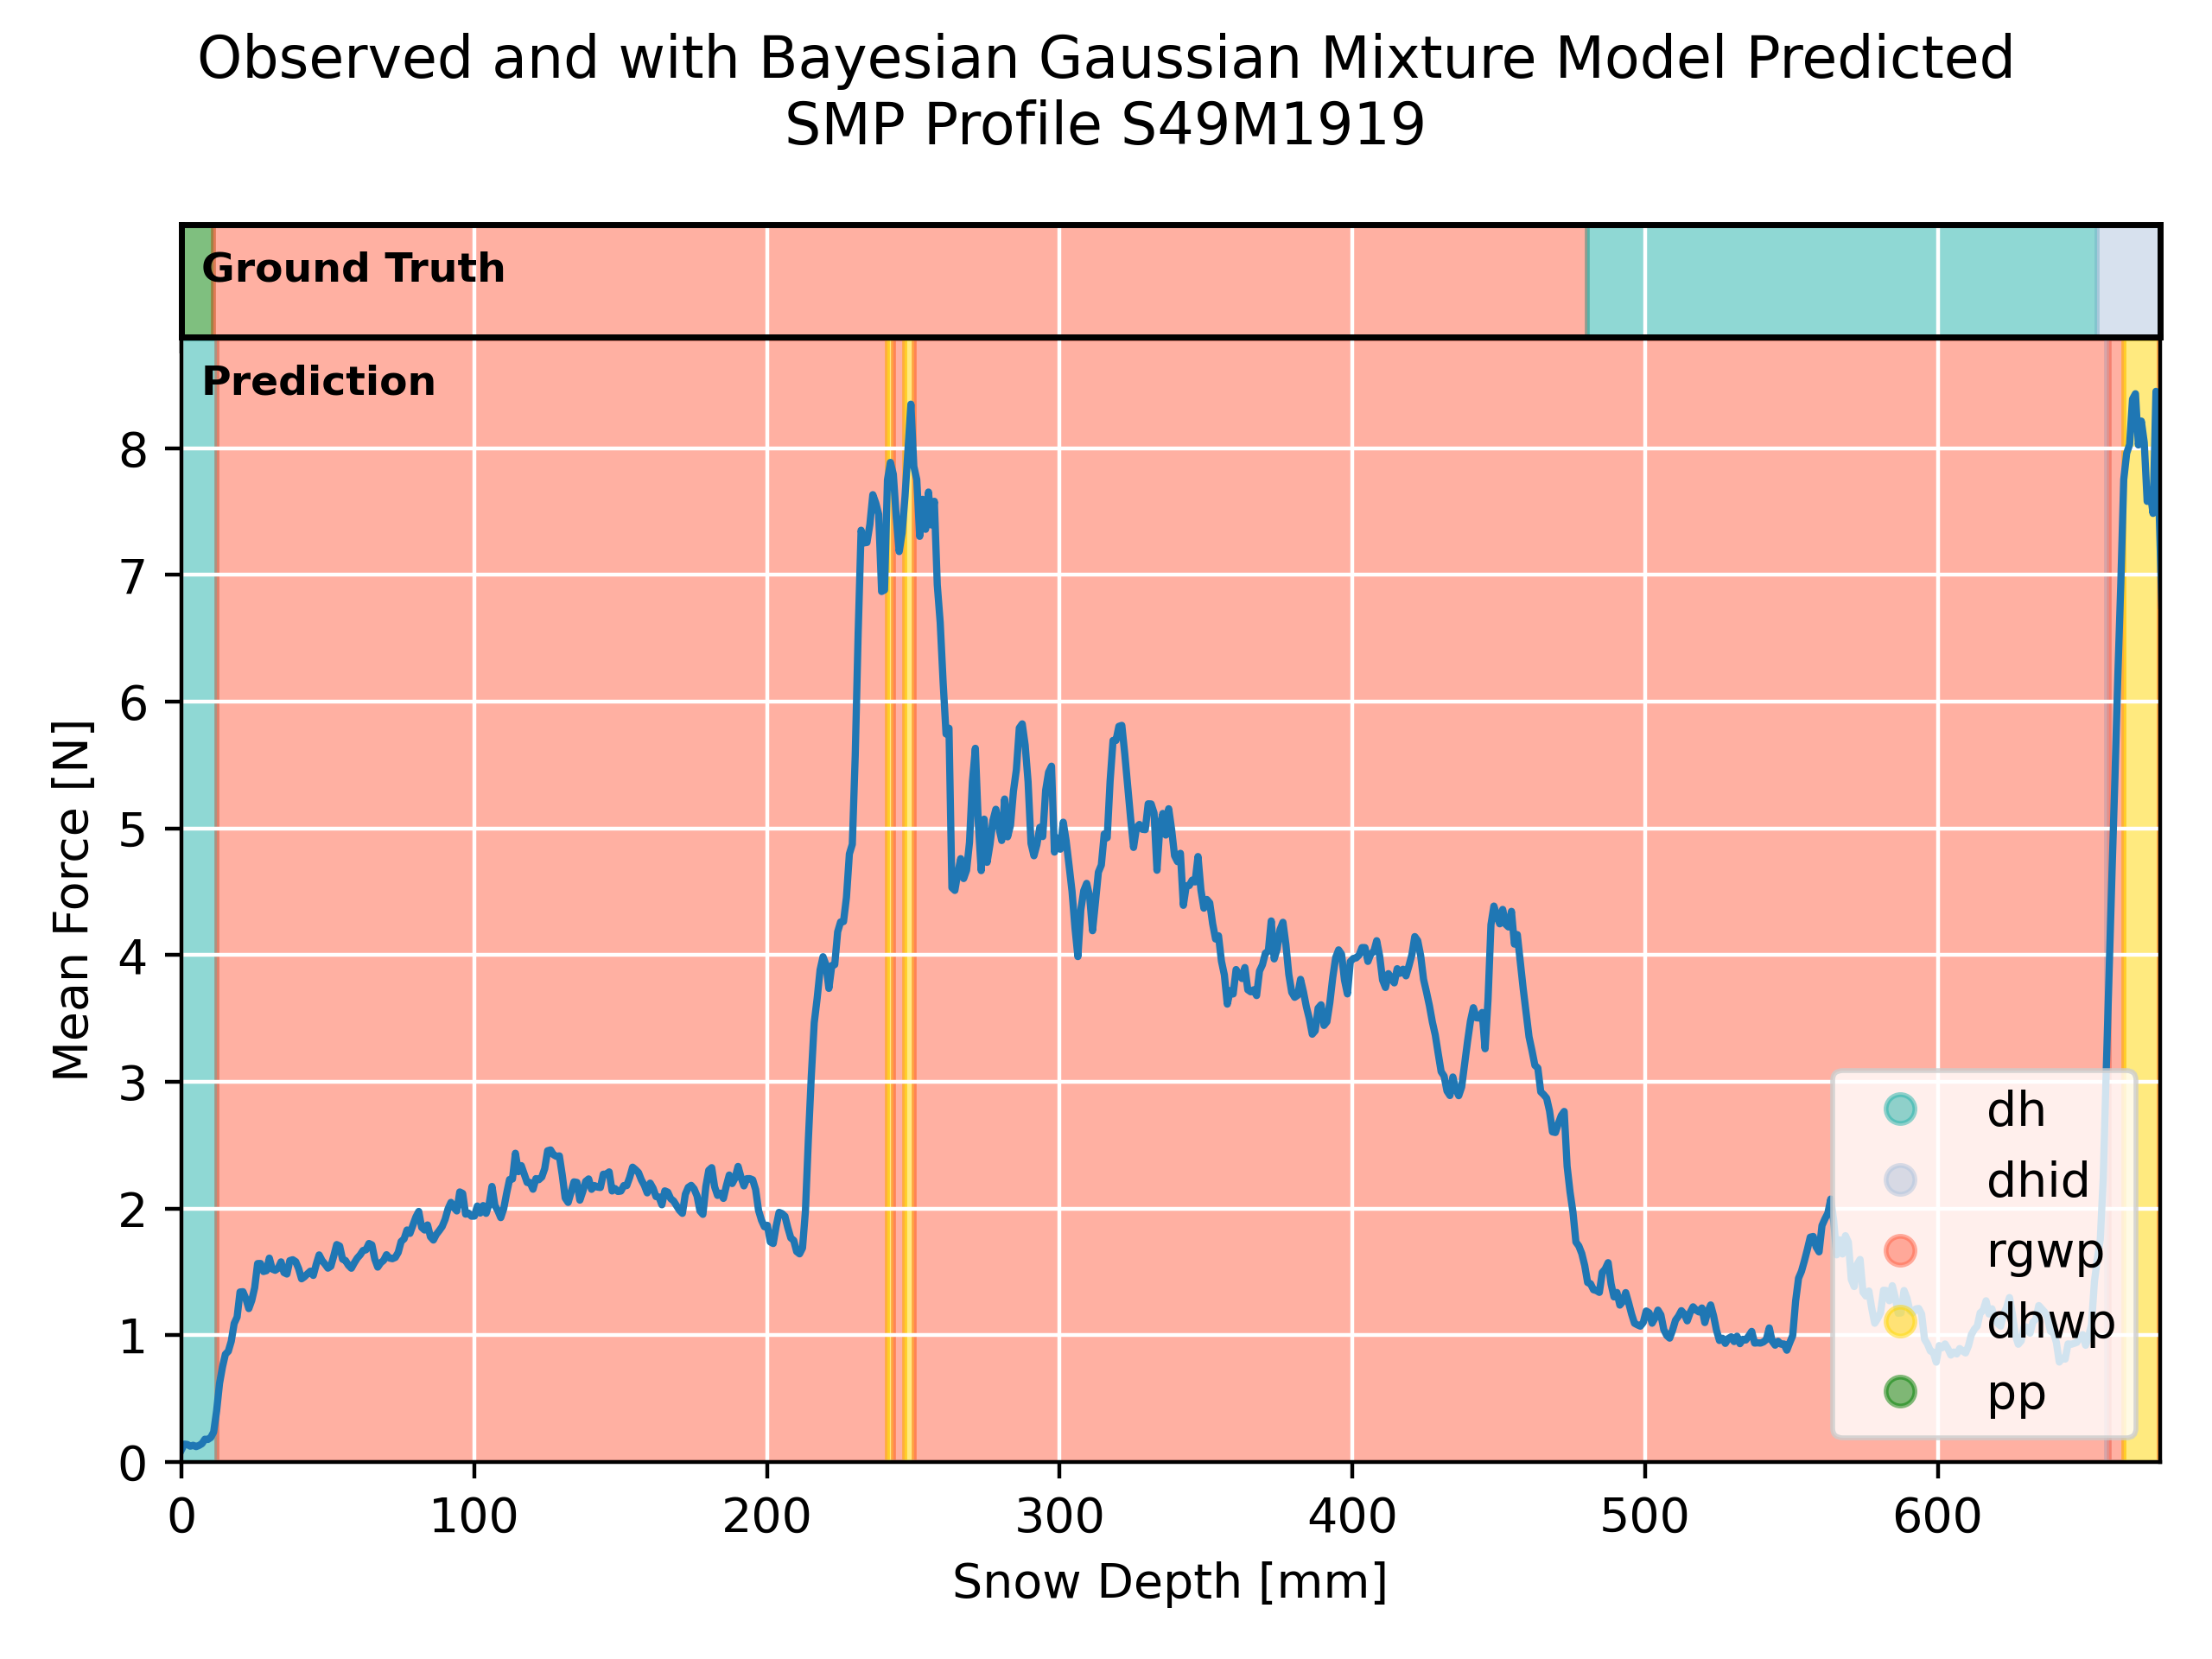 Observed and with Bayesian Gaussian Mixture Model Predicted
SMP Profile S49M1919
Ground Truth
Prediction
8
7
6
5
4
3
2
1
0
Mean Force [N]
dh
dhid
rgwp
dhwp
pp
0 100 200 300 400 500 600
Snow Depth [mm]